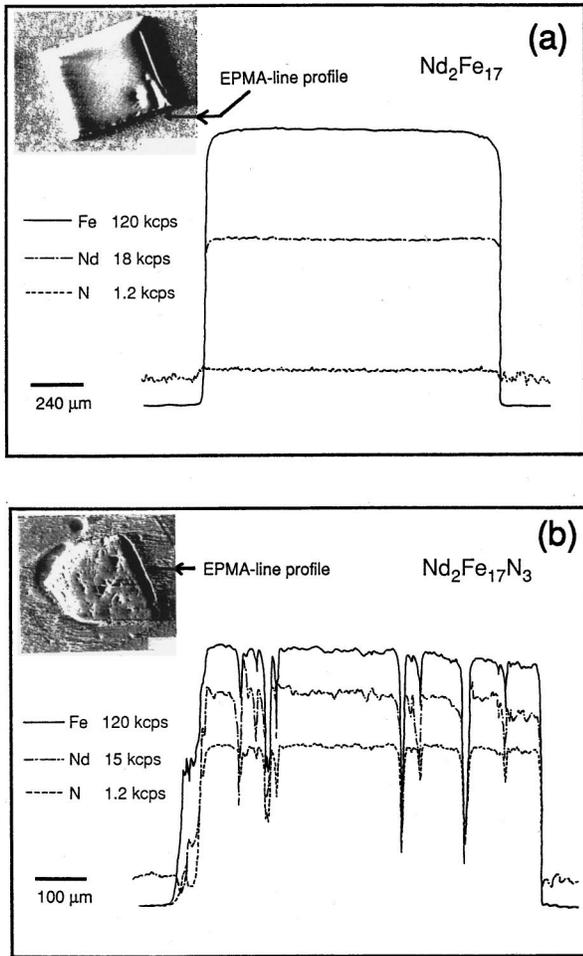 (a)
Nd2Fe17
EPMA-line profile
Fe 120 kcps
Nd 18 kcps
N 1.2 kcps
240 μm
(b)
Nd2Fe17N3
EPMA-line profile
Fe 120 kcps
Nd 15 kcps
N 1.2 kcps
100 μm